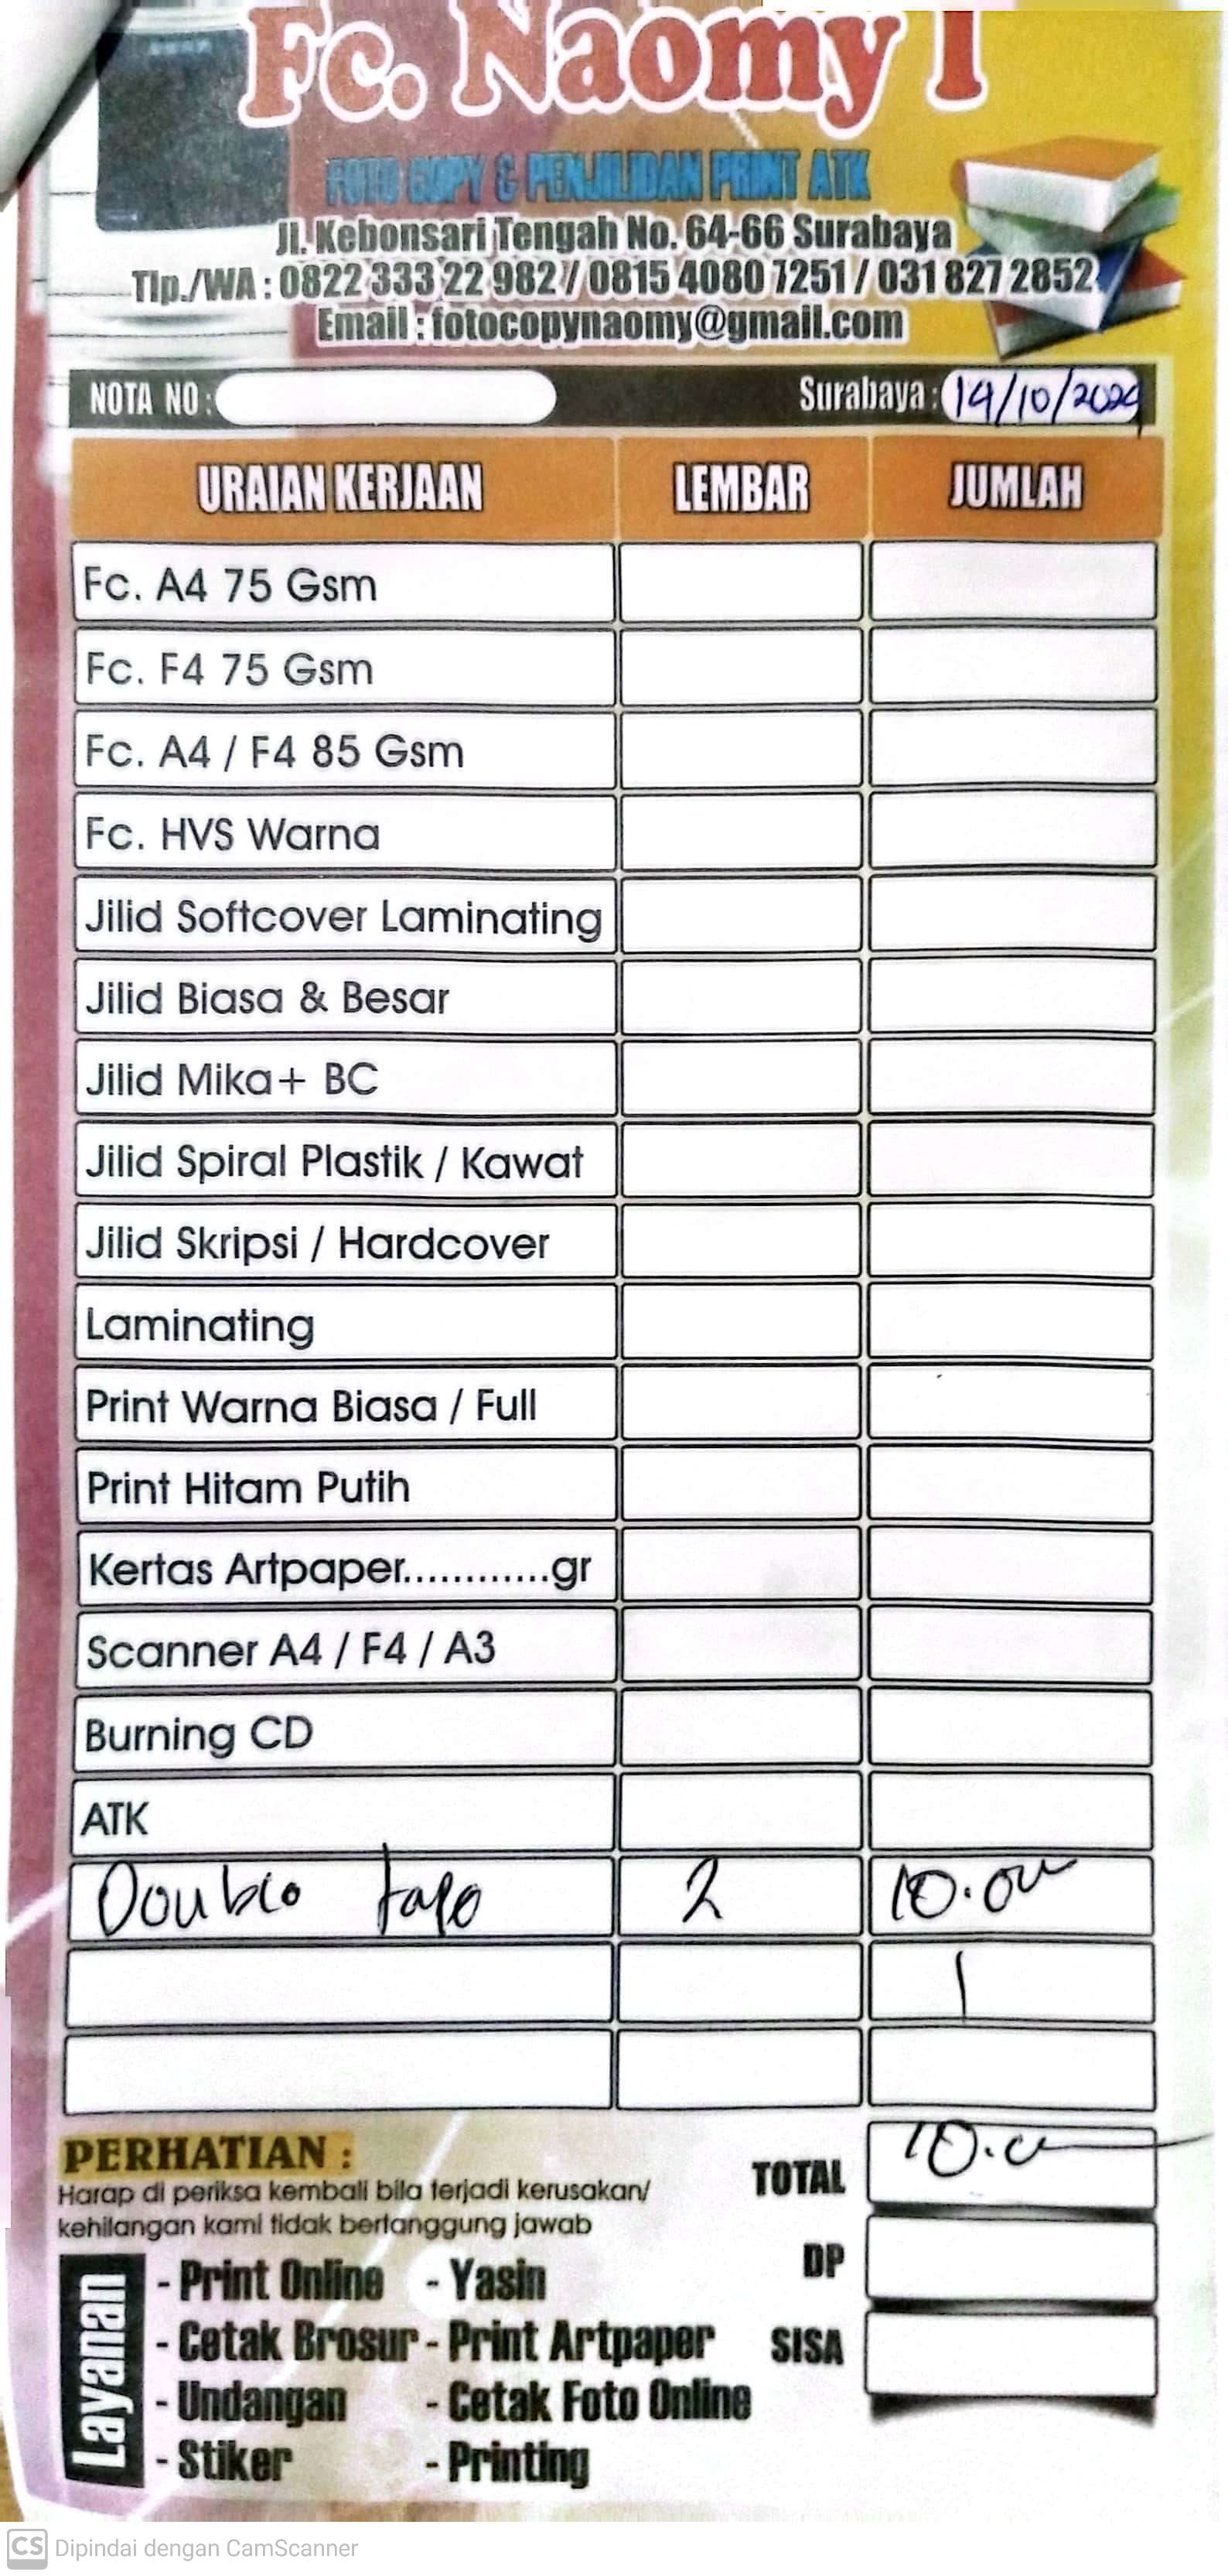 Fc. Naomy 1
FOTO COPY & PENJILIDAN PRINT ATK
Jl. Kebonsari Tengah No. 64-66 Surabaya
Tlp./WA : 0822 333 22 982 / 0815 4080 7251 / 031 827 2852
Email : fotocopynaomy@gmail.com
NOTA NO : Surabaya : 14/10/2024
URAIAN KERJAAN LEMBAR JUMLAH
Fc. A4 75 Gsm
Fc. F4 75 Gsm
Fc. A4 / F4 85 Gsm
Fc. HVS Warna
Jilid Softcover Laminating
Jilid Biasa & Besar
Jilid Mika+ BC
Jilid Spiral Plastik / Kawat
Jilid Skripsi / Hardcover
Laminating
Print Warna Biasa / Full
Print Hitam Putih
Kertas Artpaper............gr
Scanner A4 / F4 / A3
Burning CD
ATK
Double tape 2 10.000
PERHATIAN :
Harap di periksa kembali bila terjadi kerusakan/
kehilangan kami tidak bertanggung jawab
TOTAL 10.000
DP
SISA
Layanan
- Print Online - Yasin
- Cetak Brosur - Print Artpaper
- Undangan - Cetak Foto Online
- Stiker - Printing
CS Dipindai dengan CamScanner